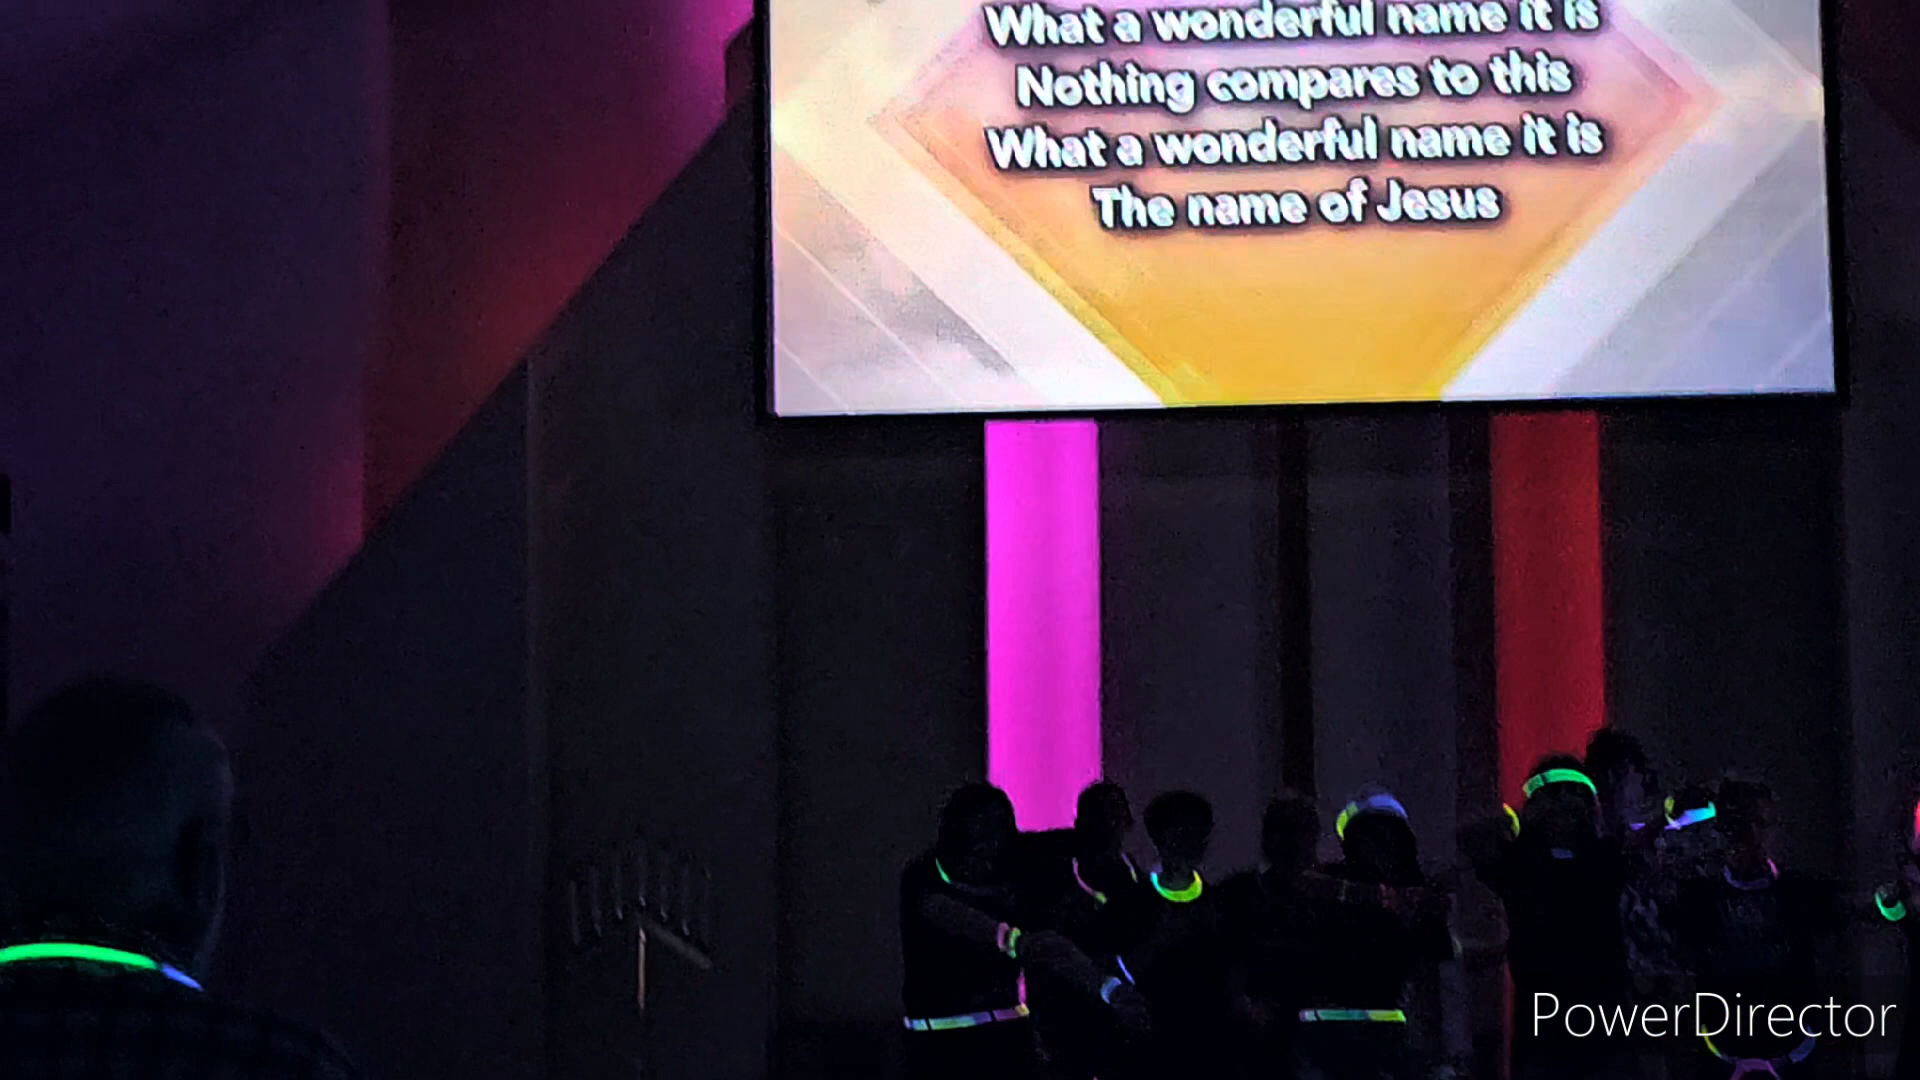 What a wonderful name it is
Nothing compares to this
What a wonderful name it is
The name of Jesus
PowerDirector